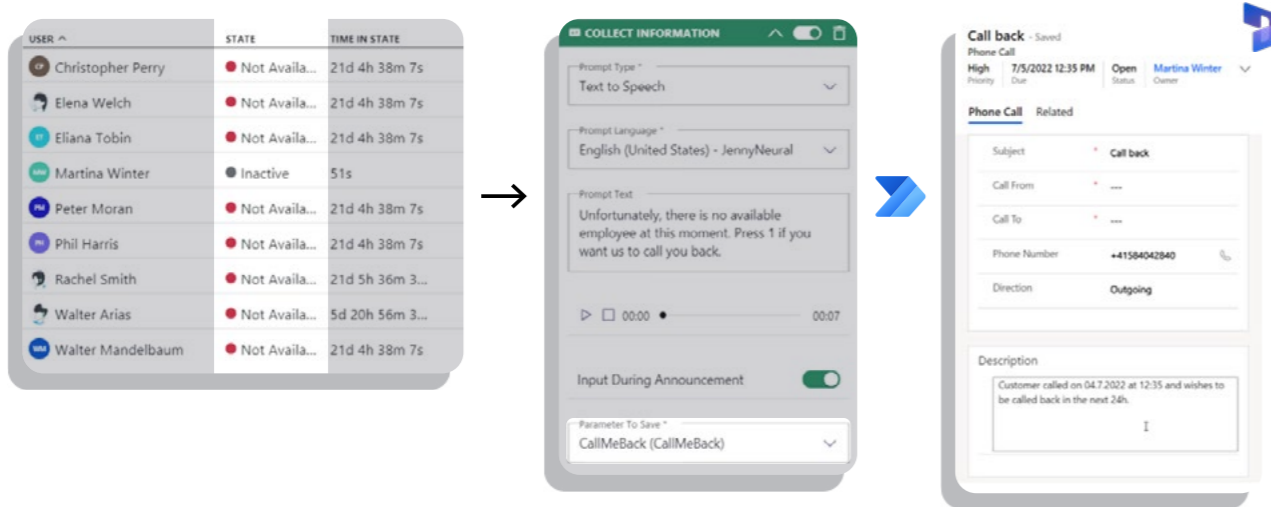 USER STATE TIME IN STATE
CP Christopher Perry Not Availa... 21d 4h 38m 7s
Elena Welch Not Availa... 21d 4h 38m 7s
ET Eliana Tobin Not Availa... 21d 4h 38m 7s
MW Martina Winter Inactive 51s
PM Peter Moran Not Availa... 21d 4h 38m 7s
PH Phil Harris Not Availa... 21d 4h 38m 7s
Rachel Smith Not Availa... 21d 5h 36m 3...
Walter Arias Not Availa... 5d 20h 56m 3...
WM Walter Mandelbaum Not Availa... 21d 4h 38m 7s
COLLECT INFORMATION
Prompt Type *
Text to Speech
Prompt Language *
English (United States) - JennyNeural
Prompt Text
Unfortunately, there is no available
employee at this moment. Press 1 if you
want us to call you back.
00:00 00:07
Input During Announcement
Parameter To Save *
CallMeBack (CallMeBack)
Call back - Saved
Phone Call
High 7/5/2022 12:35 PM Open Martina Winter
Priority Due Status Owner
Phone Call Related
Subject * Call back
Call From * ---
Call To * ---
Phone Number +41584042840
Direction Outgoing
Description
Customer called on 04.7.2022 at 12:35 and wishes to
be called back in the next 24h.